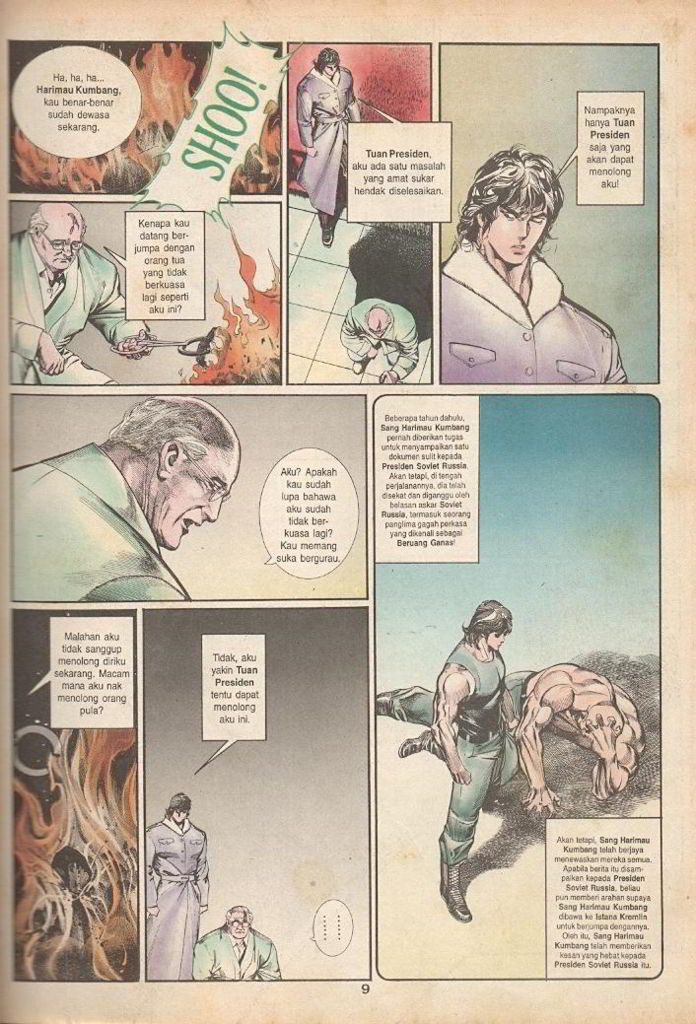 Ha, ha, ha...
Harimau Kumbang,
kau benar-benar
sudah dewasa
sekarang.
SHOO!
Kenapa kau
datang ber-
jumpa dengan
orang tua
yang tidak
berkuasa
lagi seperti
aku ini?
Tuan Presiden,
aku ada satu masalah
yang amat sukar
hendak diselesaikan.
Nampaknya
hanya Tuan
Presiden
saja yang
akan dapat
menolong
aku!
Aku? Apakah
kau sudah
lupa bahawa
aku sudah
tidak ber-
kuasa lagi?
Kau memang
suka bergurau.
Malahan aku
tidak sanggup
menolong diriku
sekarang. Macam
mana aku nak
menolong orang
pula?
Tidak, aku
yakin Tuan
Presiden
tentu dapat
menolong
aku ini.
Beberapa tahun dahulu,
Sang Harimau Kumbang
pernah diberikan tugas
untuk menyampaikan satu
dokumen sulit kepada
Presiden Soviet Russia.
Akan tetapi, di tengah
perjalanannya, dia telah
disekat dan diganggu oleh
belasan askar Soviet
Russia, termasuk seorang
panglima gagah perkasa
yang dikenali sebagai
Beruang Ganas!
Akan tetapi, Sang Harimau
Kumbang telah berjaya
menewaskan mereka semua.
Apabila berita itu disam-
paikan kepada Presiden
Soviet Russia, beliau
pun memberi arahan supaya
Sang Harimau Kumbang
dibawa ke Istana Kremlin
untuk berjumpa dengannya.
Oleh itu, Sang Harimau
Kumbang telah memberikan
kesan yang hebat kepada
Presiden Soviet Russia itu.
9